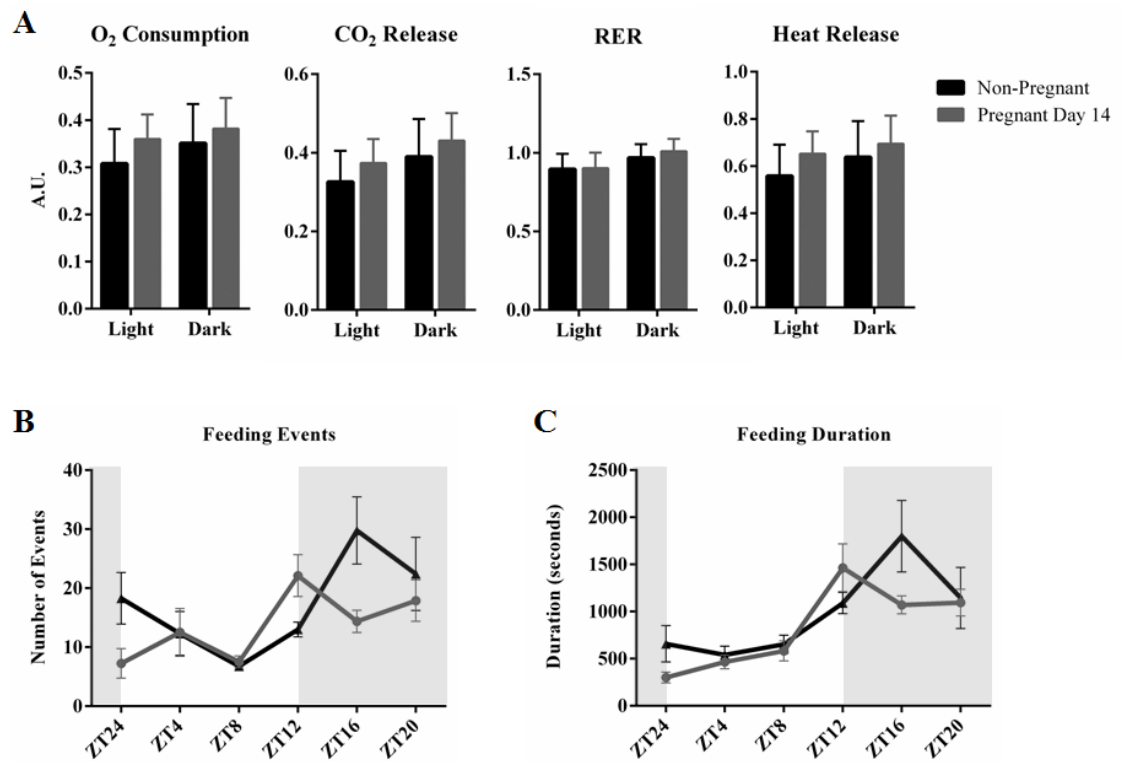 A
O₂ Consumption
CO₂ Release
RER
Heat Release
A.U.
0.5
0.4
0.3
0.2
0.1
0.0
Light
Dark
0.6
0.4
0.2
0.0
Light
Dark
1.5
1.0
0.5
0.0
Light
Dark
1.0
0.8
0.6
0.4
0.2
0.0
Light
Dark
Non-Pregnant
Pregnant Day 14
B
Feeding Events
Number of Events
40
30
20
10
0
ZT24
ZT4
ZT8
ZT12
ZT16
ZT20
C
Feeding Duration
Duration (seconds)
2500
2000
1500
1000
500
0
ZT24
ZT4
ZT8
ZT12
ZT16
ZT20